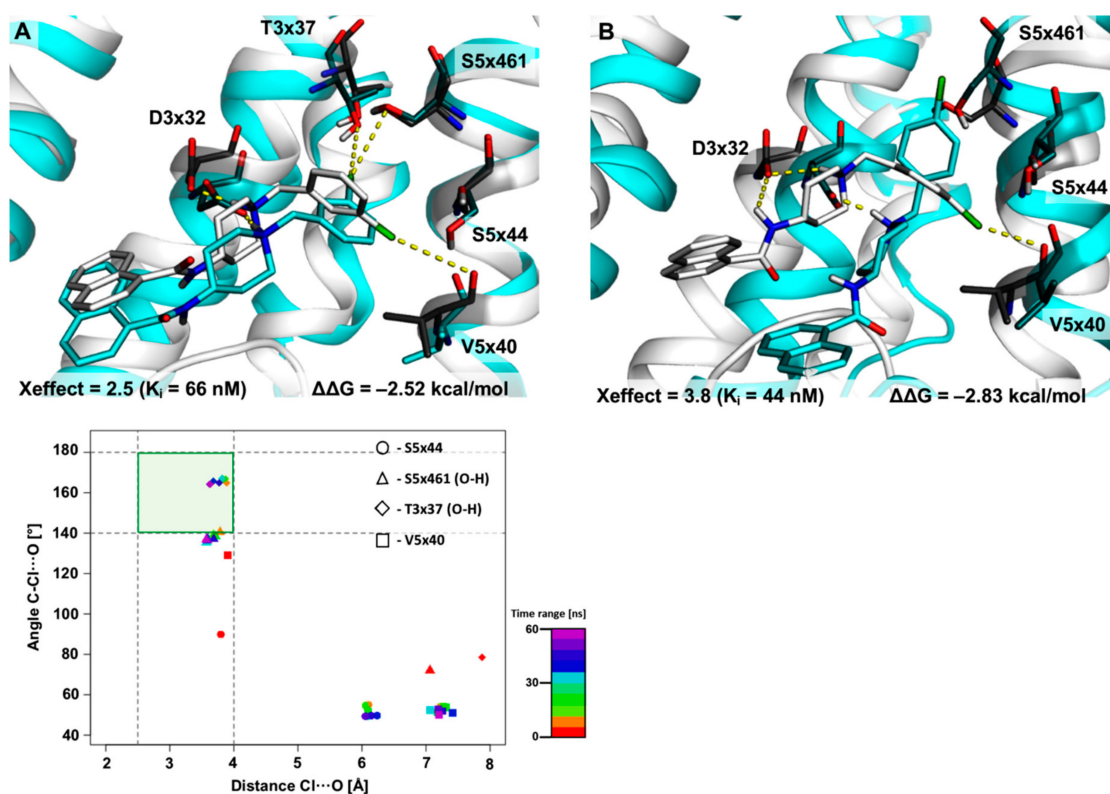 A
T3x37
S5x461
D3x32
S5x44
V5x40
Xeffect = 2.5 (Kᵢ = 66 nM)
ΔΔG = –2.52 kcal/mol
B
S5x461
D3x32
S5x44
V5x40
Xeffect = 3.8 (Kᵢ = 44 nM)
ΔΔG = –2.83 kcal/mol
Angle C-Cl···O [°]
180
160
140
120
100
80
60
40
2
3
4
5
6
7
8
Distance Cl···O [Å]
- S5x44
- S5x461 (O-H)
- T3x37 (O-H)
- V5x40
Time range [ns]
60
30
0